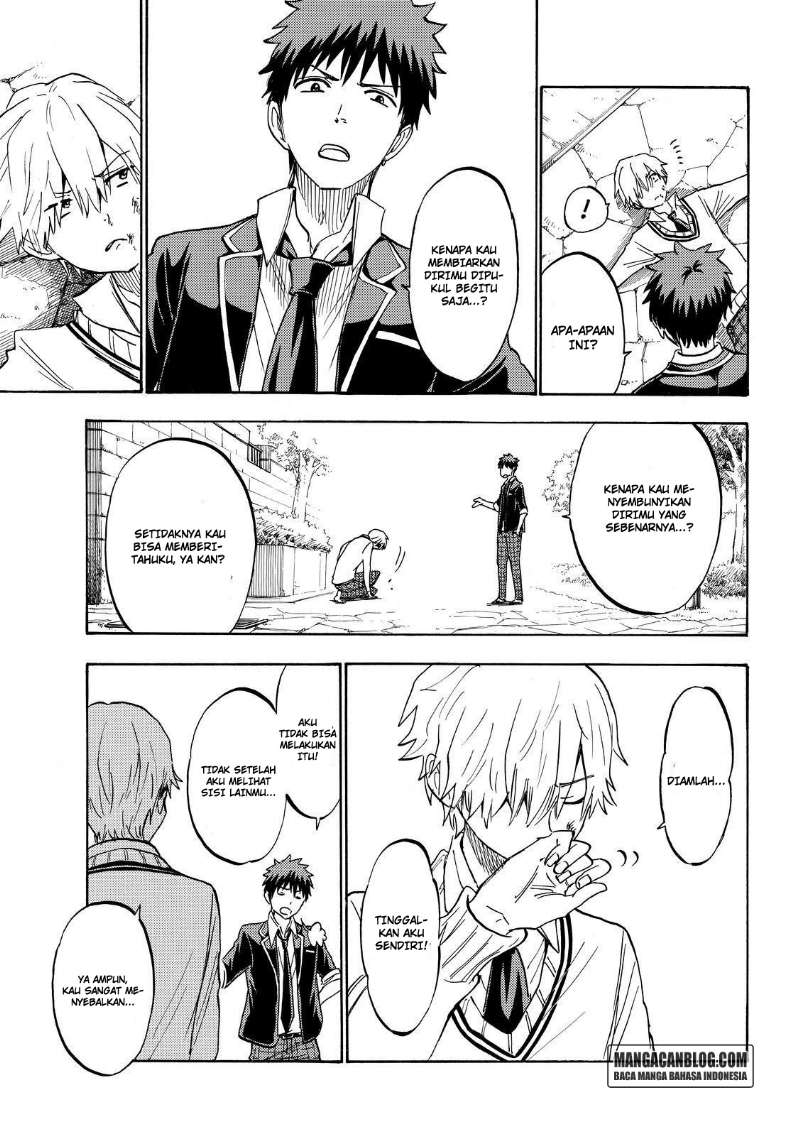 !
APA-APAAN
INI?
KENAPA KAU
MEMBIARKAN
DIRIMU DIPU-
KUL BEGITU
SAJA...?
KENAPA KAU ME-
NYEMBUNYIKAN
DIRIMU YANG
SEBENARNYA...?
SETIDAKNYA KAU
BISA MEMBERI-
TAHUKU, YA KAN?
DIAMLAH...
TINGGAL-
KAN AKU
SENDIRI!
AKU
TIDAK BISA
MELAKUKAN
ITU!
TIDAK SETELAH
AKU MELIHAT
SISI LAINMU...
YA AMPUN,
KAU SANGAT ME-
NYEBALKAN...
MANGACANBLOG.COM
BACA MANGA BAHASA INDONESIA